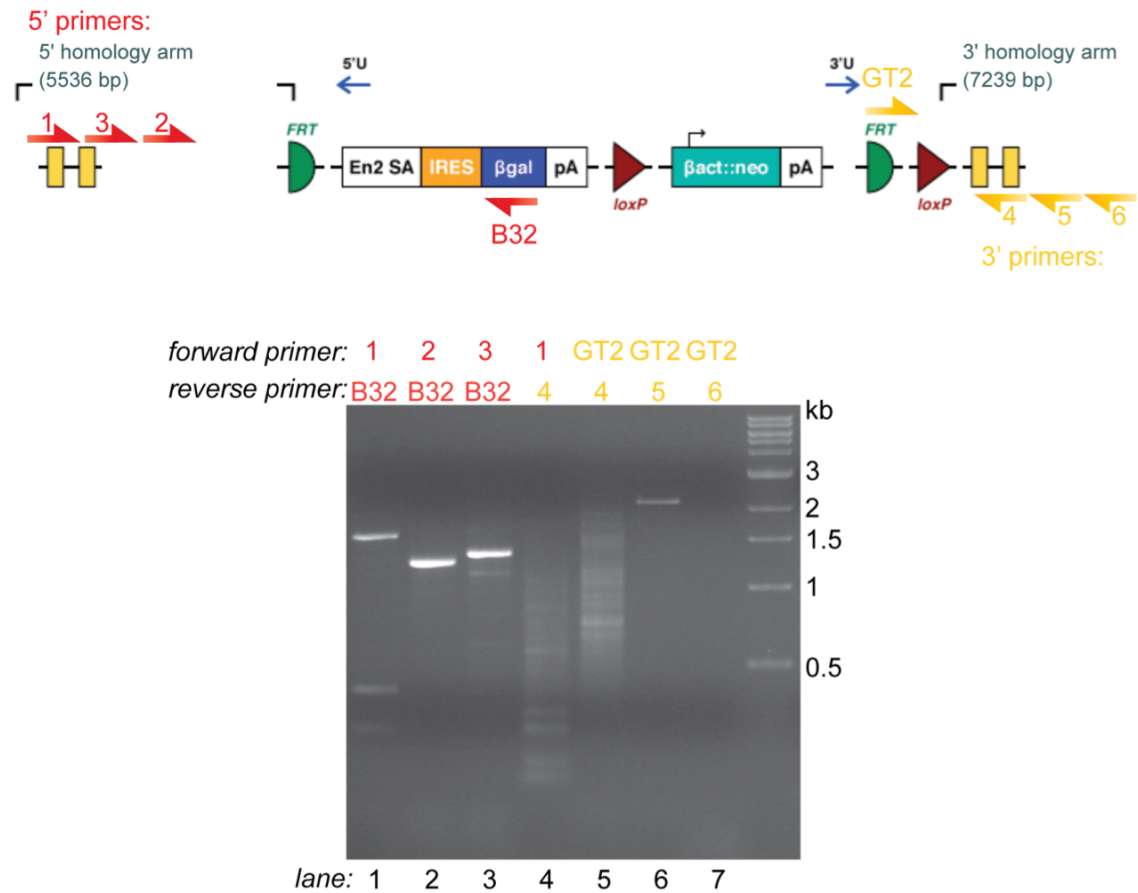 5' primers:
5' homology arm
(5536 bp)
3' homology arm
(7239 bp)
5'U
3'U
GT2
1
3
2
FRT
FRT
En2 SA
IRES
βgal
pA
loxP
βact::neo
pA
loxP
B32
4
5
6
3' primers:
forward primer: 1 2 3 1 GT2 GT2 GT2
reverse primer: B32 B32 B32 4 4 5 6
kb
3
2
1.5
1
0.5
lane: 1 2 3 4 5 6 7